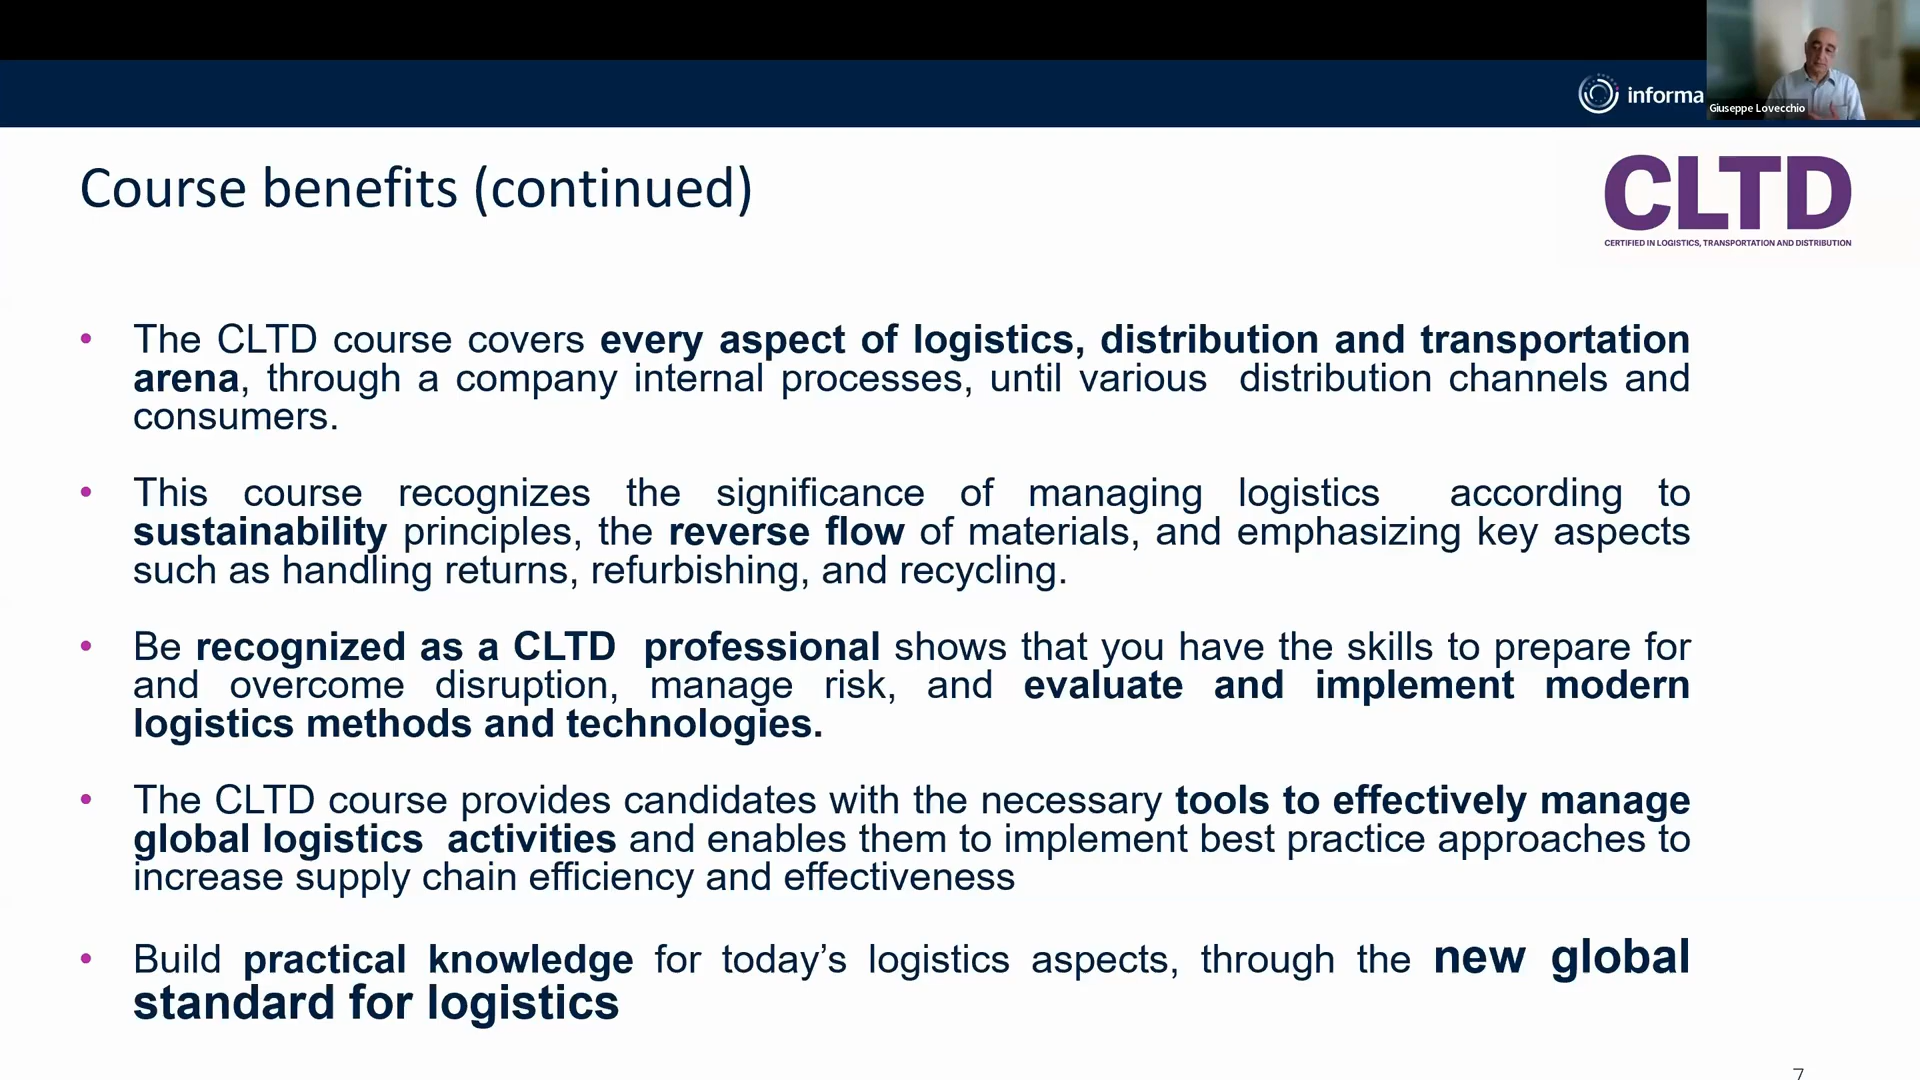 informa
Giuseppe Lovecchio
Course benefits (continued)
CLTD
CERTIFIED IN LOGISTICS, TRANSPORTATION AND DISTRIBUTION
• The CLTD course covers every aspect of logistics, distribution and transportation
arena, through a company internal processes, until various distribution channels and
consumers.
• This course recognizes the significance of managing logistics according to
sustainability principles, the reverse flow of materials, and emphasizing key aspects
such as handling returns, refurbishing, and recycling.
• Be recognized as a CLTD professional shows that you have the skills to prepare for
and overcome disruption, manage risk, and evaluate and implement modern
logistics methods and technologies.
• The CLTD course provides candidates with the necessary tools to effectively manage
global logistics activities and enables them to implement best practice approaches to
increase supply chain efficiency and effectiveness
• Build practical knowledge for today’s logistics aspects, through the new global
standard for logistics
7